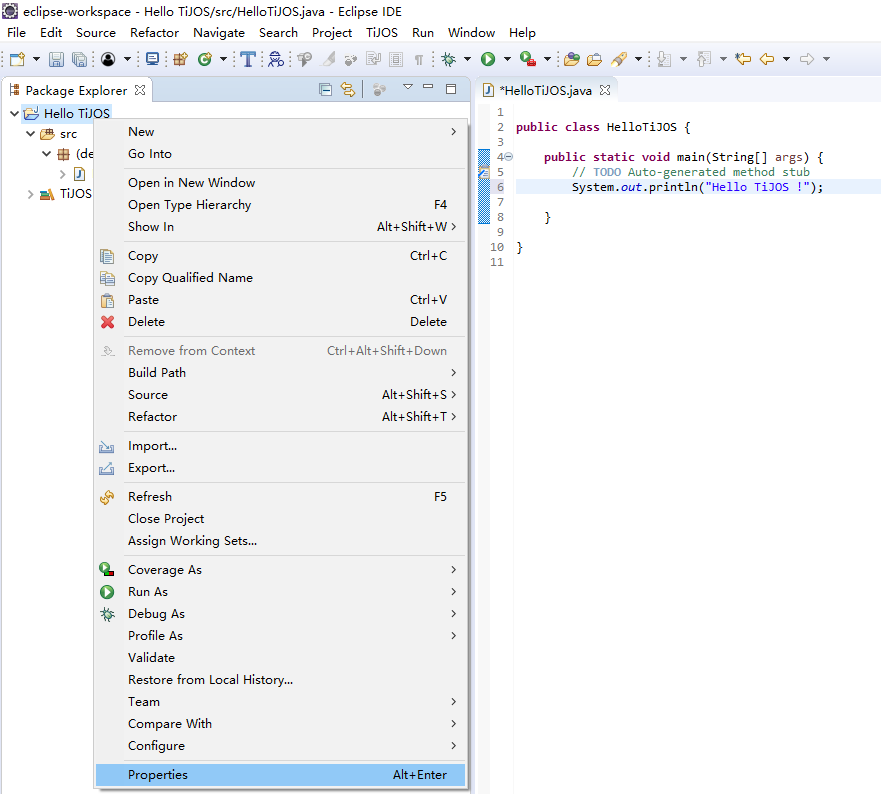 eclipse-workspace - Hello TiJOS/src/HelloTiJOS.java - Eclipse IDE
File Edit Source Refactor Navigate Search Project TiJOS Run Window Help
Package Explorer
*HelloTiJOS.java
Hello TiJOS
src
(de
TiJOS
New
Go Into
Open in New Window
Open Type Hierarchy F4
Show In Alt+Shift+W
Copy Ctrl+C
Copy Qualified Name
Paste Ctrl+V
Delete Delete
Remove from Context Ctrl+Alt+Shift+Down
Build Path
Source Alt+Shift+S
Refactor Alt+Shift+T
Import...
Export...
Refresh F5
Close Project
Assign Working Sets...
Coverage As
Run As
Debug As
Profile As
Validate
Restore from Local History...
Team
Compare With
Configure
Properties Alt+Enter
1
2 public class HelloTiJOS {
3
4 public static void main(String[] args) {
5 // TODO Auto-generated method stub
6 System.out.println("Hello TiJOS !");
7
8 }
9
10 }
11